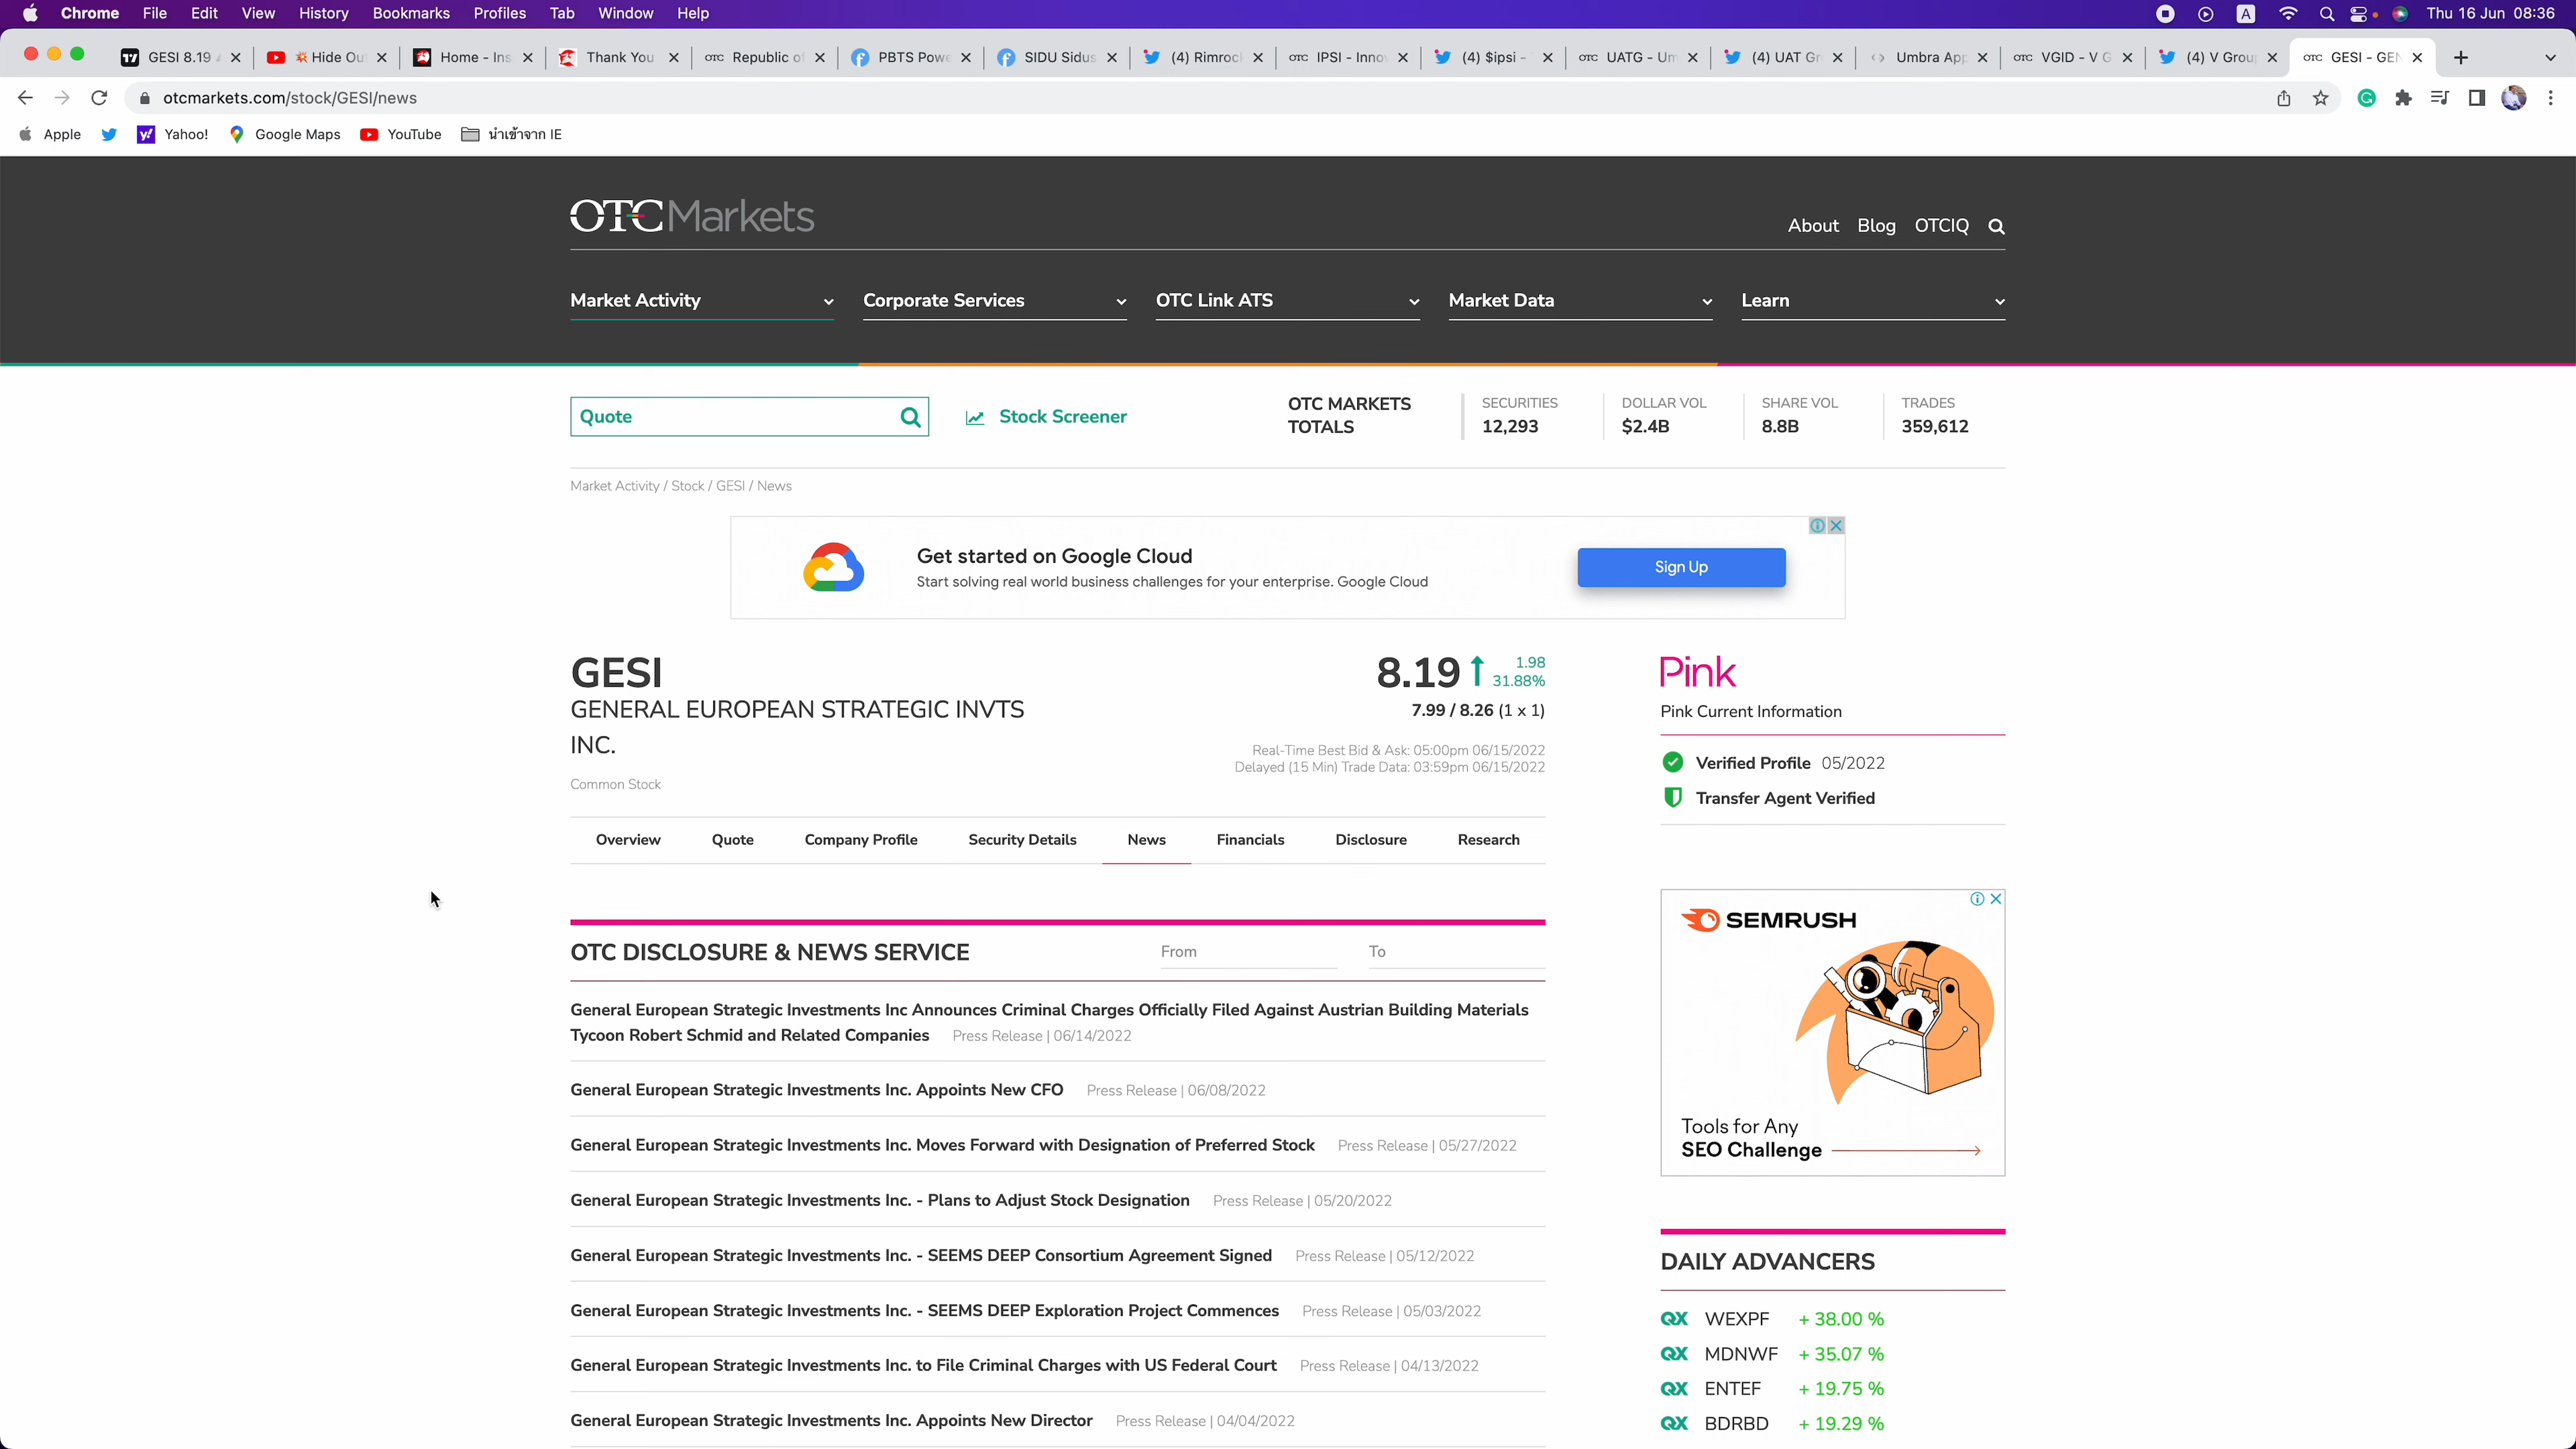 Chrome File Edit View History Bookmarks Profiles Tab Window Help A Thu 16 Jun 08:36
GESI 8.19 Hide Ou Home - Ins Thank You OTC Republic of PBTS Powe SIDU Sidus (4) Rimroc OTC IPSI - Innov (4) $ipsi - OTC UATG - Um (4) UAT Gr Umbra App OTC VGID - V G (4) V Group OTC GESI - GEN
otcmarkets.com/stock/GESI/news
Apple Yahoo! Google Maps YouTube นำเข้าจาก IE
OTC Markets
About Blog OTCIQ
Market Activity Corporate Services OTC Link ATS Market Data Learn
Quote
Stock Screener
OTC MARKETS
TOTALS
SECURITIES DOLLAR VOL SHARE VOL TRADES
12,293 $2.4B 8.8B 359,612
Market Activity / Stock / GESI / News
Get started on Google Cloud
Start solving real world business challenges for your enterprise. Google Cloud
Sign Up
GESI
GENERAL EUROPEAN STRATEGIC INVTS
INC.
Common Stock
8.19 1.98
31.88%
7.99 / 8.26 (1 x 1)
Real-Time Best Bid & Ask: 05:00pm 06/15/2022
Delayed (15 Min) Trade Data: 03:59pm 06/15/2022
Pink
Pink Current Information
Verified Profile 05/2022
Transfer Agent Verified
Overview Quote Company Profile Security Details News Financials Disclosure Research
OTC DISCLOSURE & NEWS SERVICE From To
General European Strategic Investments Inc Announces Criminal Charges Officially Filed Against Austrian Building Materials
Tycoon Robert Schmid and Related Companies Press Release | 06/14/2022
General European Strategic Investments Inc. Appoints New CFO Press Release | 06/08/2022
General European Strategic Investments Inc. Moves Forward with Designation of Preferred Stock Press Release | 05/27/2022
General European Strategic Investments Inc. - Plans to Adjust Stock Designation Press Release | 05/20/2022
General European Strategic Investments Inc. - SEEMS DEEP Consortium Agreement Signed Press Release | 05/12/2022
General European Strategic Investments Inc. - SEEMS DEEP Exploration Project Commences Press Release | 05/03/2022
General European Strategic Investments Inc. to File Criminal Charges with US Federal Court Press Release | 04/13/2022
General European Strategic Investments Inc. Appoints New Director Press Release | 04/04/2022
SEMRUSH
Tools for Any
SEO Challenge
DAILY ADVANCERS
QX WEXPF + 38.00 %
QX MDNWF + 35.07 %
QX ENTEF + 19.75 %
QX BDRBD + 19.29 %